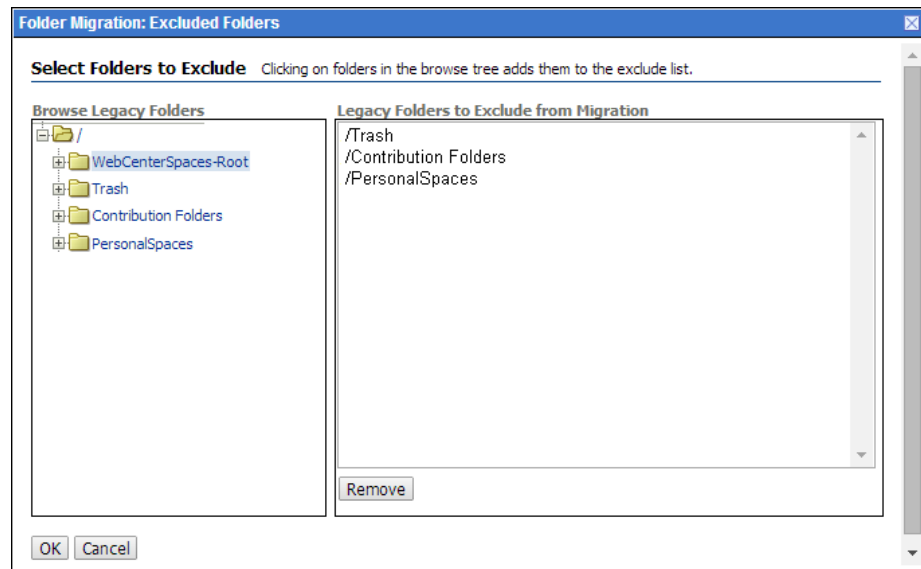 Folder Migration: Excluded Folders
Select Folders to Exclude Clicking on folders in the browse tree adds them to the exclude list.
Browse Legacy Folders
/
WebCenterSpaces-Root
Trash
Contribution Folders
PersonalSpaces
Legacy Folders to Exclude from Migration
/Trash
/Contribution Folders
/PersonalSpaces
Remove
OK Cancel